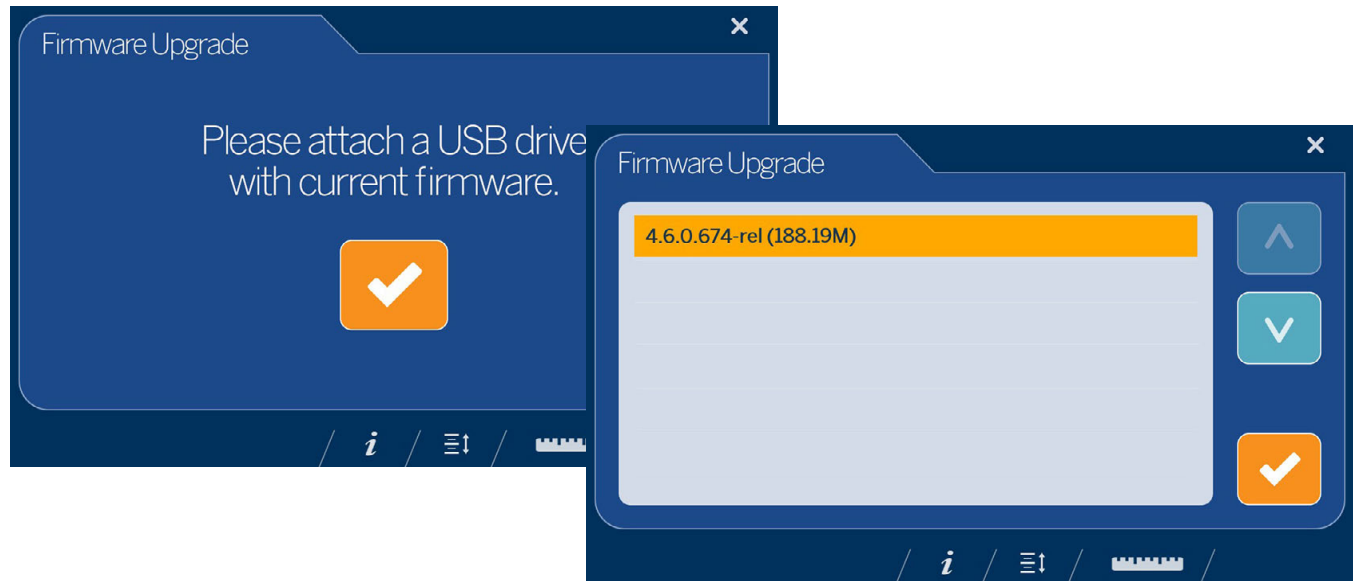 Firmware Upgrade
Please attach a USB drive
with current firmware.
i
Firmware Upgrade
4.6.0.674-rel (188.19M)
i